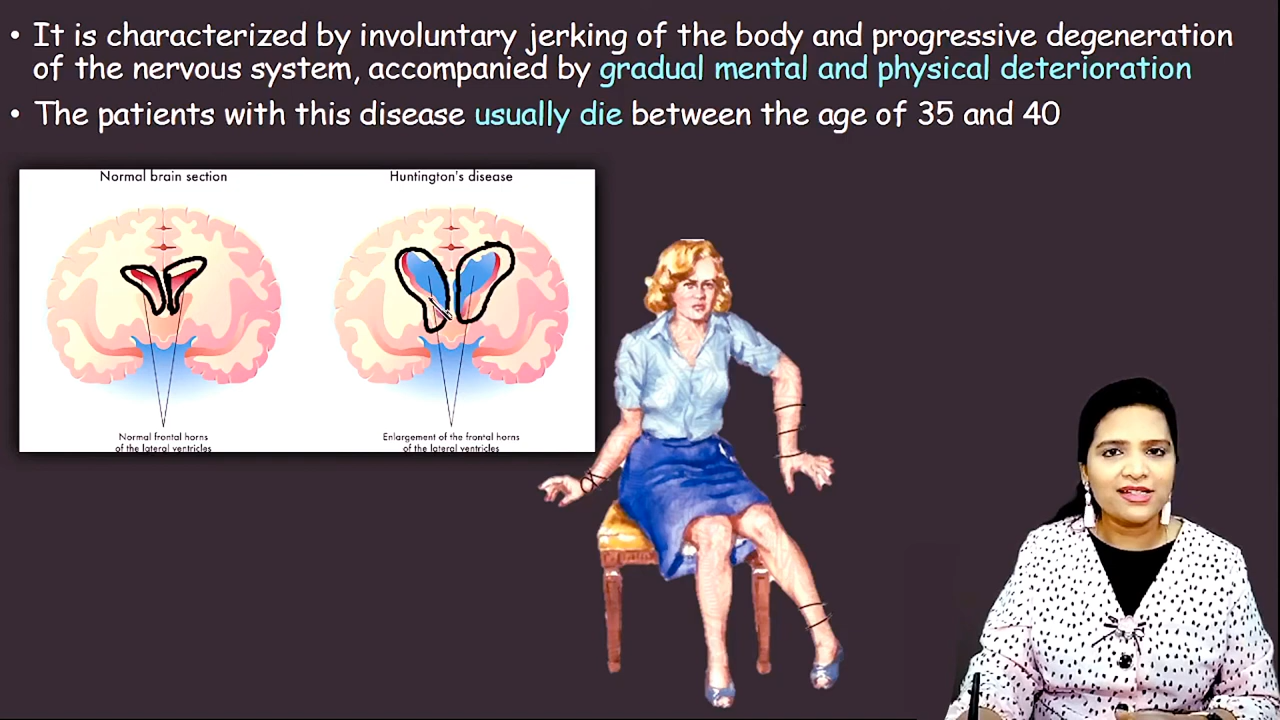 • It is characterized by involuntary jerking of the body and progressive degeneration
of the nervous system, accompanied by gradual mental and physical deterioration
• The patients with this disease usually die between the age of 35 and 40
Normal brain section
Huntington's disease
Normal frontal horns
of the lateral ventricles
Enlargement of the frontal horns
of the lateral ventricles